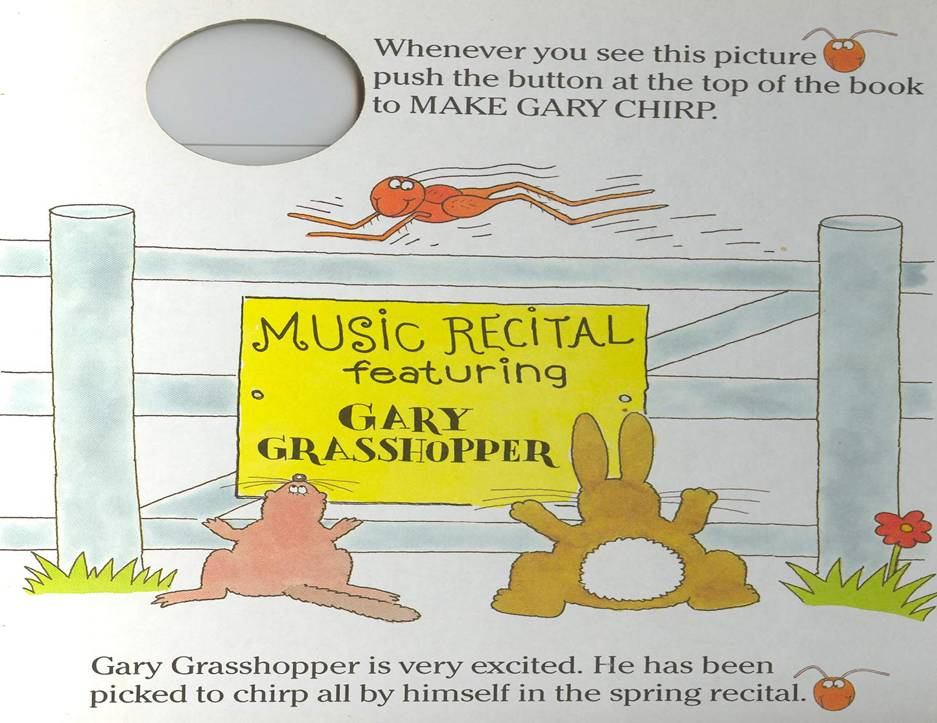 Whenever you see this picture
push the button at the top of the book
to MAKE GARY CHIRP.
MUSIC RECITAL
featuring
GARY
GRASSHOPPER
Gary Grasshopper is very excited. He has been
picked to chirp all by himself in the spring recital.